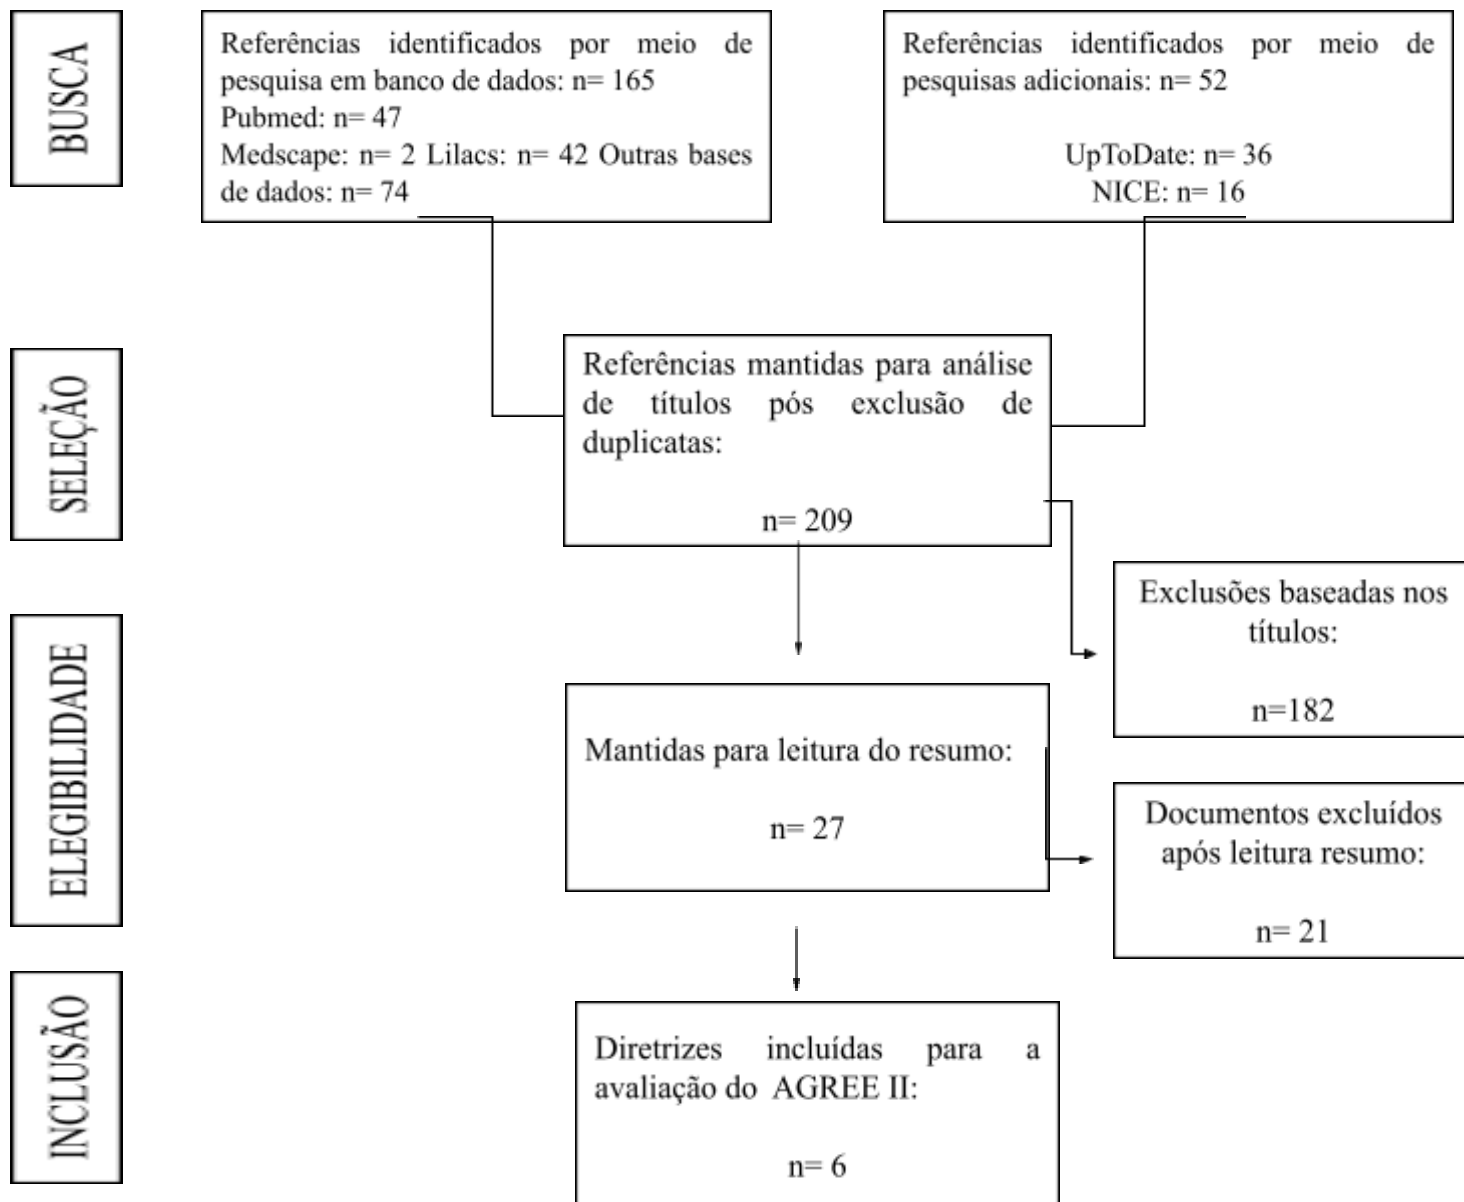 BUSCA
Referências identificados por meio de
pesquisa em banco de dados: n= 165
Pubmed: n= 47
Medscape: n= 2 Lilacs: n= 42 Outras bases
de dados: n= 74
Referências identificados por meio de
pesquisas adicionais: n= 52
UpToDate: n= 36
NICE: n= 16
SELEÇÃO
Referências mantidas para análise
de títulos pós exclusão de
duplicatas:
n= 209
Exclusões baseadas nos
títulos:
n=182
ELEGIBILIDADE
Mantidas para leitura do resumo:
n= 27
Documentos excluídos
após leitura resumo:
n= 21
INCLUSÃO
Diretrizes incluídas para a
avaliação do AGREE II:
n= 6